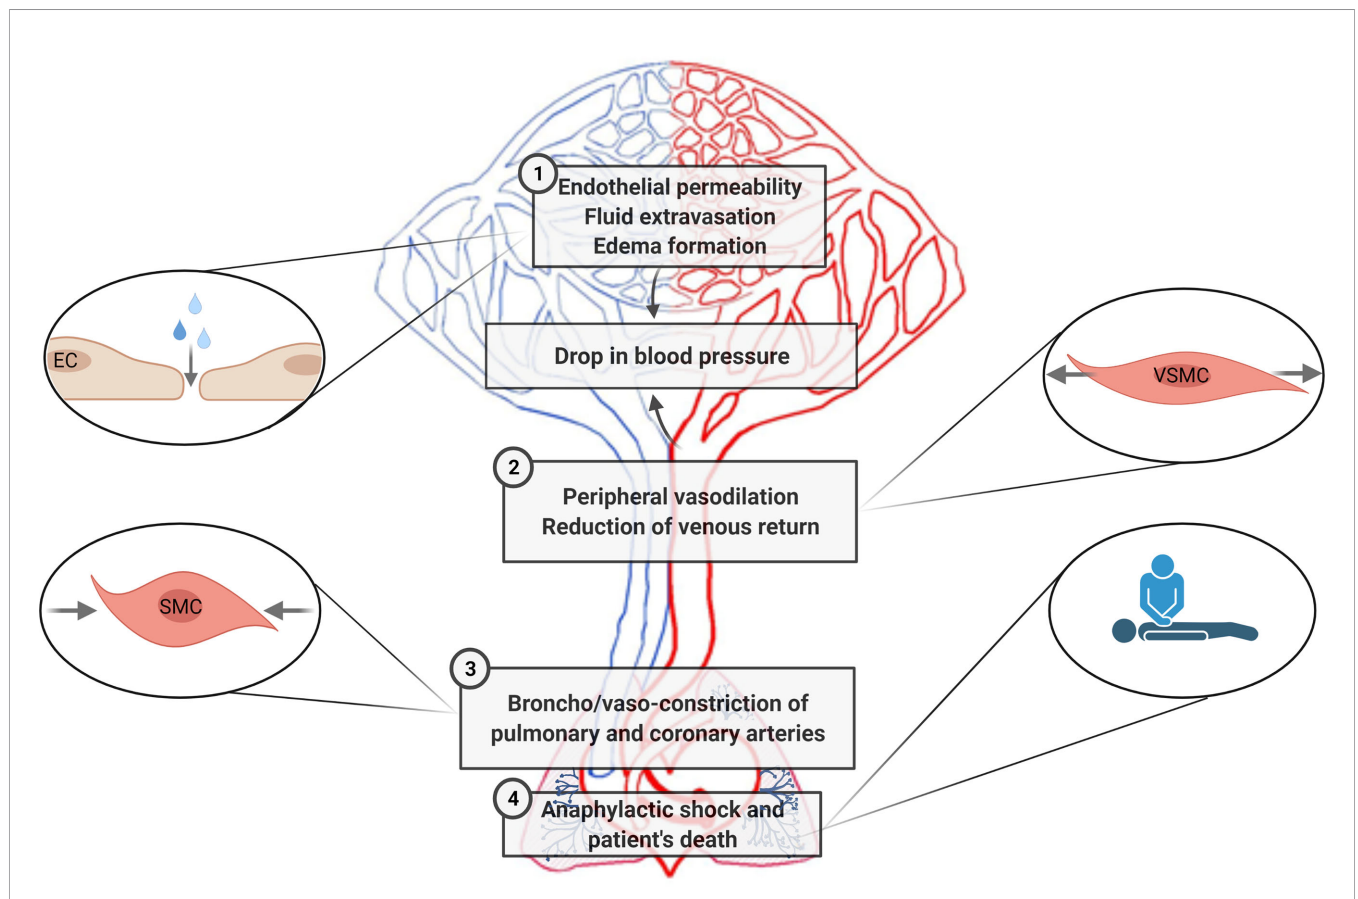 1
Endothelial permeability
Fluid extravasation
Edema formation
EC
Drop in blood pressure
VSMC
2
Peripheral vasodilation
Reduction of venous return
SMC
3
Broncho/vaso-constriction of
pulmonary and coronary arteries
4
Anaphylactic shock and
patient's death